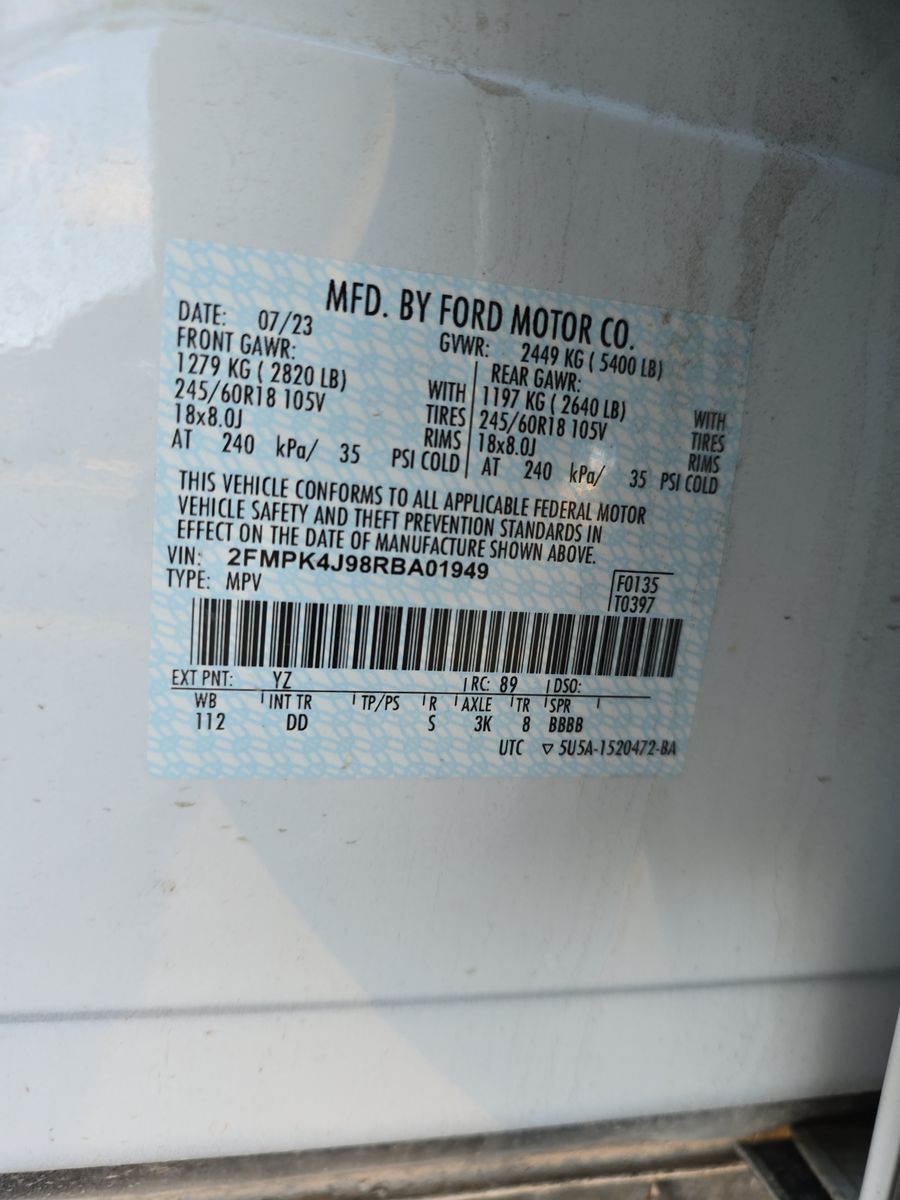 MFD. BY FORD MOTOR CO.
DATE: 07/23 GVWR: 2449 KG ( 5400 LB)
FRONT GAWR: REAR GAWR:
1279 KG ( 2820 LB) WITH 1197 KG ( 2640 LB) WITH
245/60R18 105V TIRES 245/60R18 105V TIRES
18x8.0J RIMS 18x8.0J RIMS
AT 240 kPa/ 35 PSI COLD AT 240 kPa/ 35 PSI COLD
THIS VEHICLE CONFORMS TO ALL APPLICABLE FEDERAL MOTOR
VEHICLE SAFETY AND THEFT PREVENTION STANDARDS IN
EFFECT ON THE DATE OF MANUFACTURE SHOWN ABOVE.
VIN: 2FMPK4J98RBA01949
TYPE: MPV F0135
T0397
EXT PNT: YZ RC: 89 DSO:
WB INT TR TP/PS R AXLE TR SPR
112 DD S 3K 8 BBBB
UTC ▽ 5U5A-1520472-BA